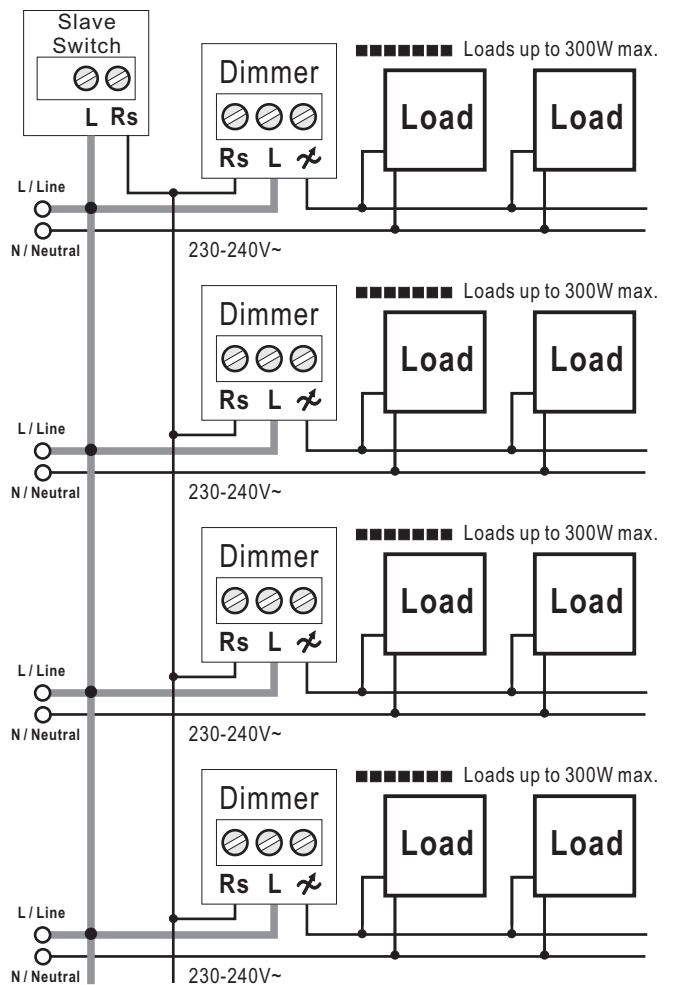 Slave
Switch
L Rs
Dimmer
Rs L
Loads up to 300W max.
Load
Load
L / Line
N / Neutral
230-240V~
Dimmer
Rs L
Loads up to 300W max.
Load
Load
L / Line
N / Neutral
230-240V~
Dimmer
Rs L
Loads up to 300W max.
Load
Load
L / Line
N / Neutral
230-240V~
Dimmer
Rs L
Loads up to 300W max.
Load
Load
L / Line
N / Neutral
230-240V~